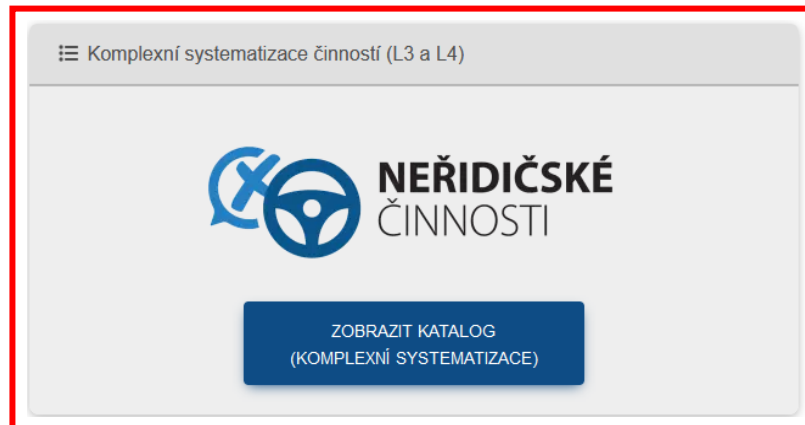 Komplexní systematizace činností (L3 a L4)
NEŘIDIČSKÉ
ČINNOSTI
ZOBRAZIT KATALOG
(KOMPLEXNÍ SYSTEMATIZACE)